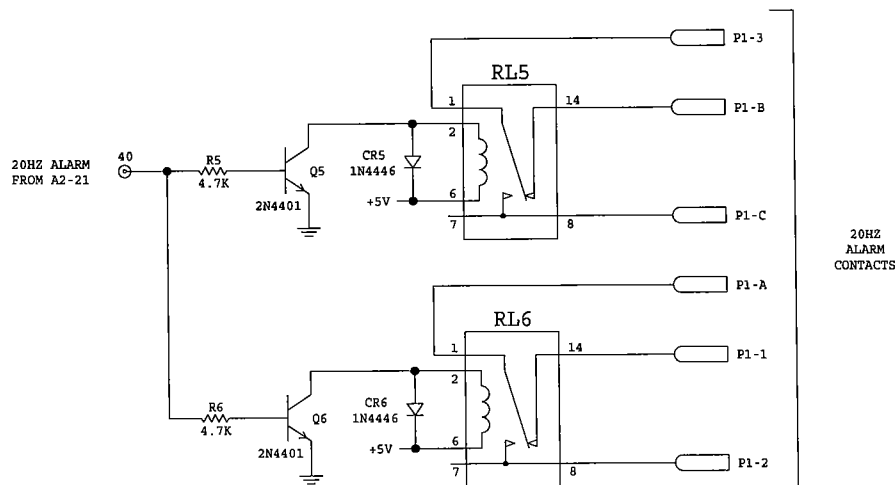 P1-3
RL5
1
14
P1-B
2
40
20HZ ALARM
FROM A2-21
R5
4.7K
Q5
2N4401
CR5
1N4446
6
+5V
7
8
P1-C
20HZ
ALARM
CONTACTS
P1-A
RL6
1
14
P1-1
2
R6
4.7K
Q6
2N4401
CR6
1N4446
6
+5V
7
8
P1-2